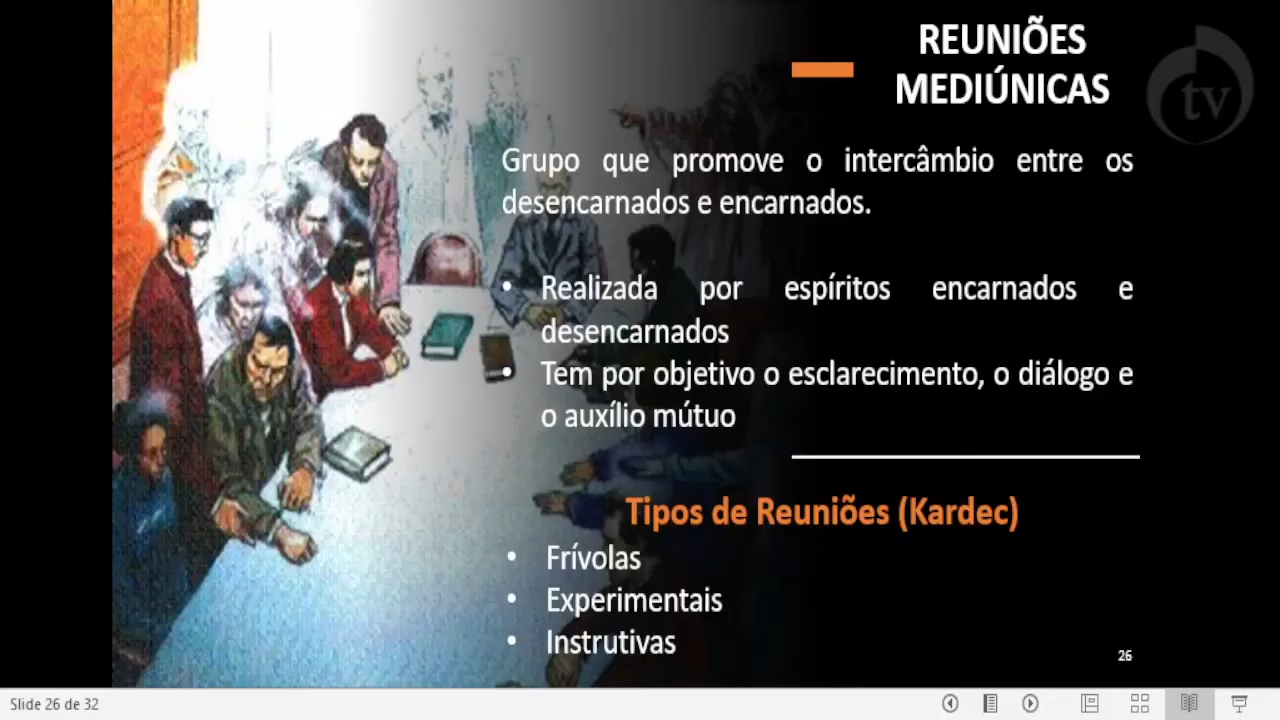 REUNIÕES
MEDIÚNICAS
tv
Grupo que promove o intercâmbio entre os
desencarnados e encarnados.
• Realizada por espíritos encarnados e
desencarnados
• Tem por objetivo o esclarecimento, o diálogo e
o auxílio mútuo
Tipos de Reuniões (Kardec)
• Frívolas
• Experimentais
• Instrutivas
26
Slide 26 de 32